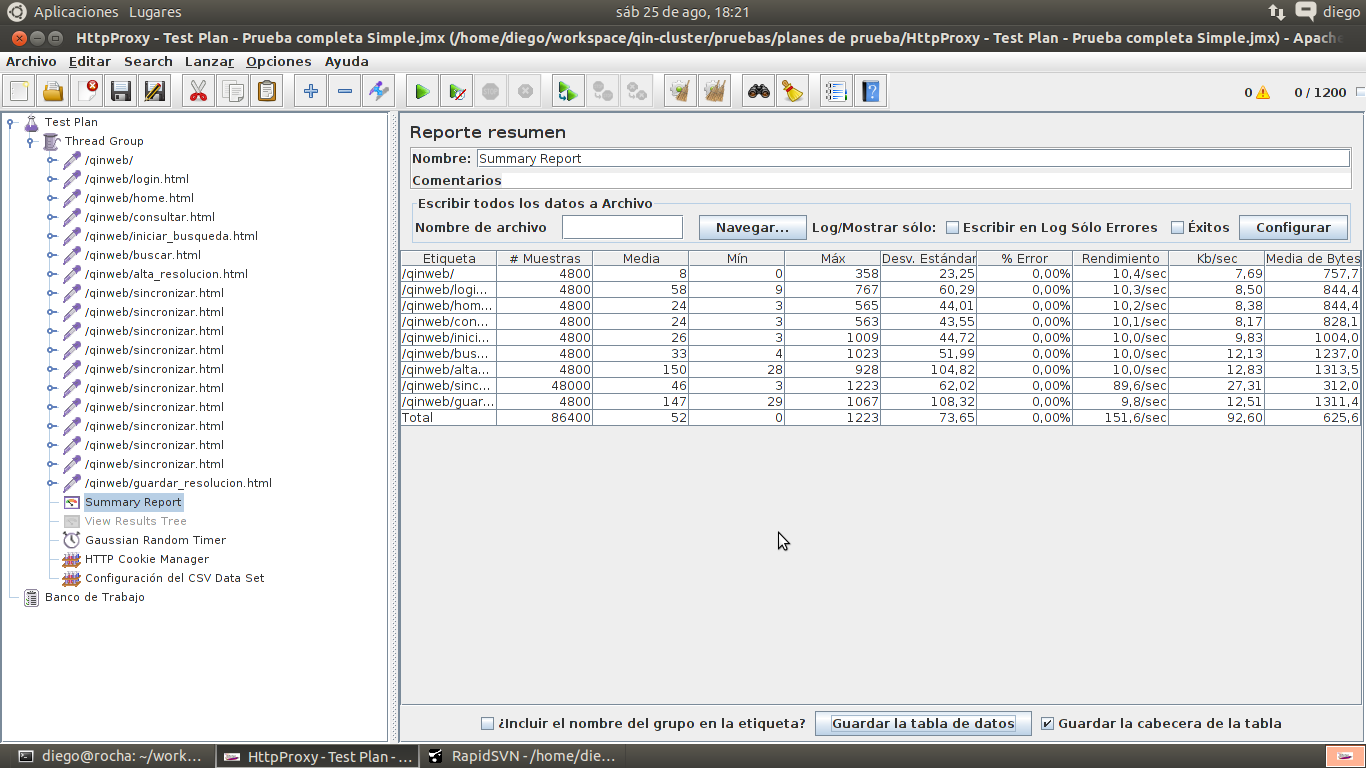 Aplicaciones Lugares sáb 25 de ago, 18:21 diego
HttpProxy - Test Plan - Prueba completa Simple.jmx (/home/diego/workspace/qin-cluster/pruebas/planes de prueba/HttpProxy - Test Plan - Prueba completa Simple.jmx) - Apache
Archivo Editar Search Lanzar Opciones Ayuda
0 0 / 1200
Test Plan
Thread Group
/qinweb/
/qinweb/login.html
/qinweb/home.html
/qinweb/consultar.html
/qinweb/iniciar_busqueda.html
/qinweb/buscar.html
/qinweb/alta_resolucion.html
/qinweb/sincronizar.html
/qinweb/sincronizar.html
/qinweb/sincronizar.html
/qinweb/sincronizar.html
/qinweb/sincronizar.html
/qinweb/sincronizar.html
/qinweb/sincronizar.html
/qinweb/sincronizar.html
/qinweb/sincronizar.html
/qinweb/sincronizar.html
/qinweb/guardar_resolucion.html
Summary Report
View Results Tree
Gaussian Random Timer
HTTP Cookie Manager
Configuración del CSV Data Set
Banco de Trabajo
Reporte resumen
Nombre: Summary Report
Comentarios
Escribir todos los datos a Archivo
Nombre de archivo Navegar... Log/Mostrar sólo: Escribir en Log Sólo Errores Éxitos Configurar
Etiqueta # Muestras Media Mín Máx Desv. Estándar % Error Rendimiento Kb/sec Media de Bytes
/qinweb/ 4800 8 0 358 23,25 0,00% 10,4/sec 7,69 757,7
/qinweb/logi... 4800 58 9 767 60,29 0,00% 10,3/sec 8,50 844,4
/qinweb/hom... 4800 24 3 565 44,01 0,00% 10,2/sec 8,38 844,4
/qinweb/con... 4800 24 3 563 43,55 0,00% 10,1/sec 8,17 828,1
/qinweb/inici... 4800 26 3 1009 44,72 0,00% 10,0/sec 9,83 1004,0
/qinweb/bus... 4800 33 4 1023 51,99 0,00% 10,0/sec 12,13 1237,0
/qinweb/alta... 4800 150 28 928 104,82 0,00% 10,0/sec 12,83 1313,5
/qinweb/sinc... 48000 46 3 1223 62,02 0,00% 89,6/sec 27,31 312,0
/qinweb/guar... 4800 147 29 1067 108,32 0,00% 9,8/sec 12,51 1311,4
Total 86400 52 0 1223 73,65 0,00% 151,6/sec 92,60 625,6
¿Incluir el nombre del grupo en la etiqueta? Guardar la tabla de datos Guardar la cabecera de la tabla
diego@rocha: ~/work... HttpProxy - Test Plan - ... RapidSVN - /home/die...